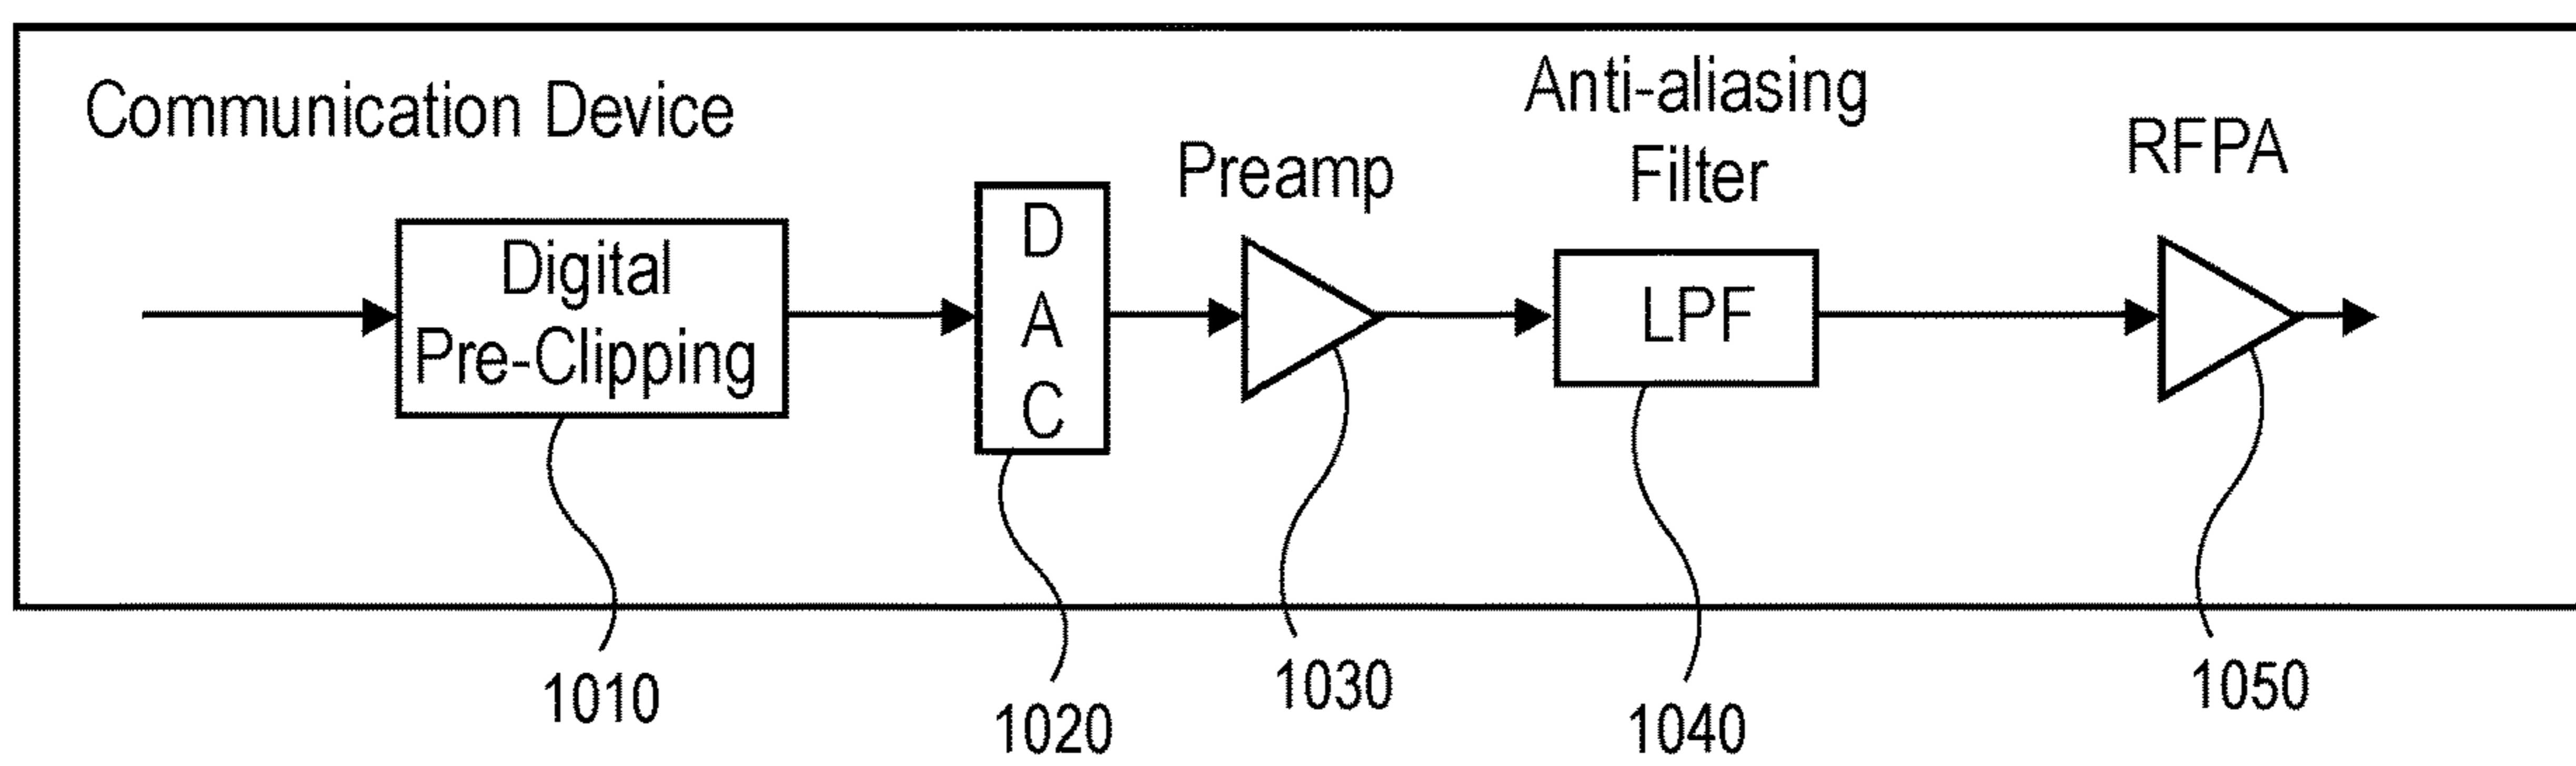 Communication Device
Digital
Pre-Clipping
D
A
C
Preamp
Anti-aliasing
Filter
LPF
RFPA
1010
1020
1030
1040
1050